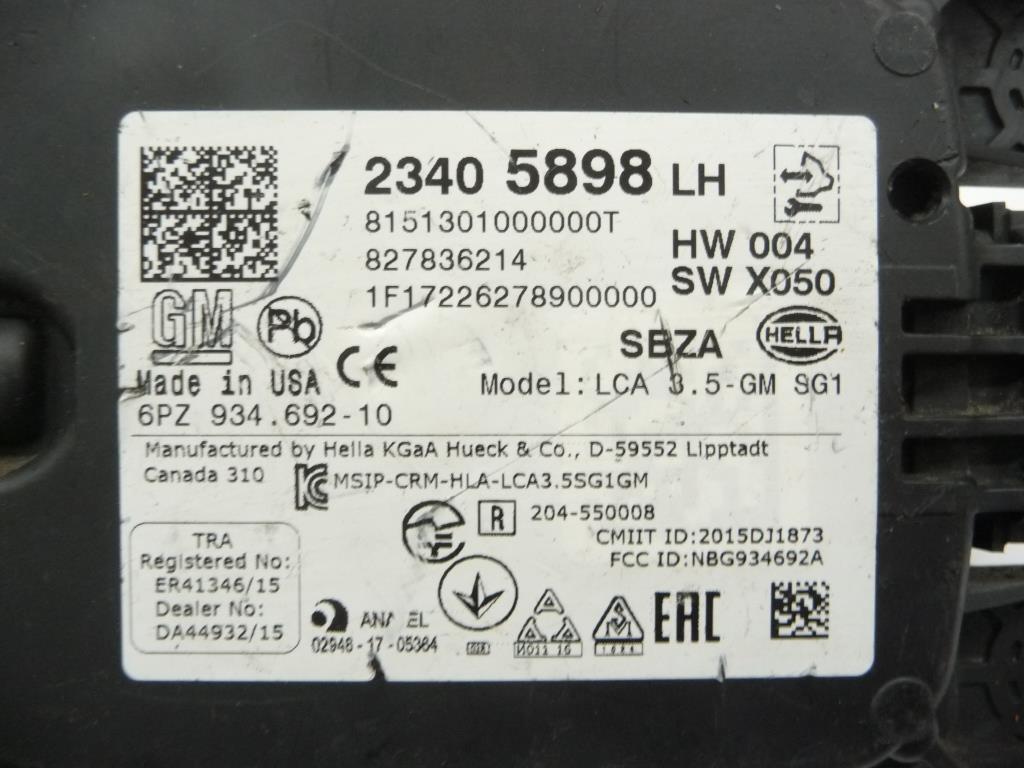 2340 5898 LH
8151301000000T
827836214
1F17226278900000
HW 004
SW X050
GM
Pb
SBZA
HELLA
Made in USA
CE
Model: LCA 3.5-GM SG1
6PZ 934.692-10
Manufactured by Hella KGaA Hueck & Co., D-59552 Lipptadt
Canada 310
MSIP-CRM-HLA-LCA3.5SG1GM
R 204-550008
CMIIT ID:2015DJ1873
FCC ID:NBG934692A
TRA
Registered No:
ER41346/15
Dealer No:
DA44932/15
EAC
02948-17-05364